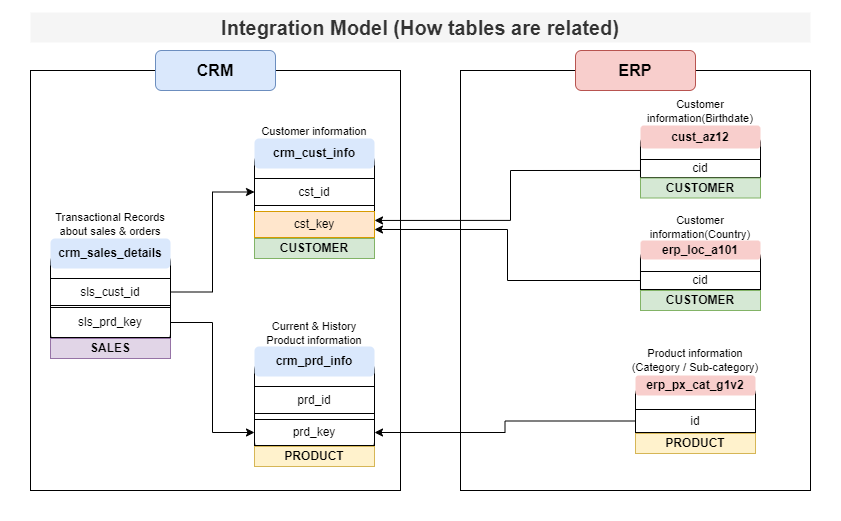 Integration Model (How tables are related)
CRM
Customer information
crm_cust_info
cst_id
cst_key
CUSTOMER
Transactional Records
about sales & orders
crm_sales_details
sls_cust_id
sls_prd_key
SALES
Current & History
Product information
crm_prd_info
prd_id
prd_key
PRODUCT
ERP
Customer
information(Birthdate)
cust_az12
cid
CUSTOMER
Customer
information(Country)
erp_loc_a101
cid
CUSTOMER
Product information
(Category / Sub-category)
erp_px_cat_g1v2
id
PRODUCT